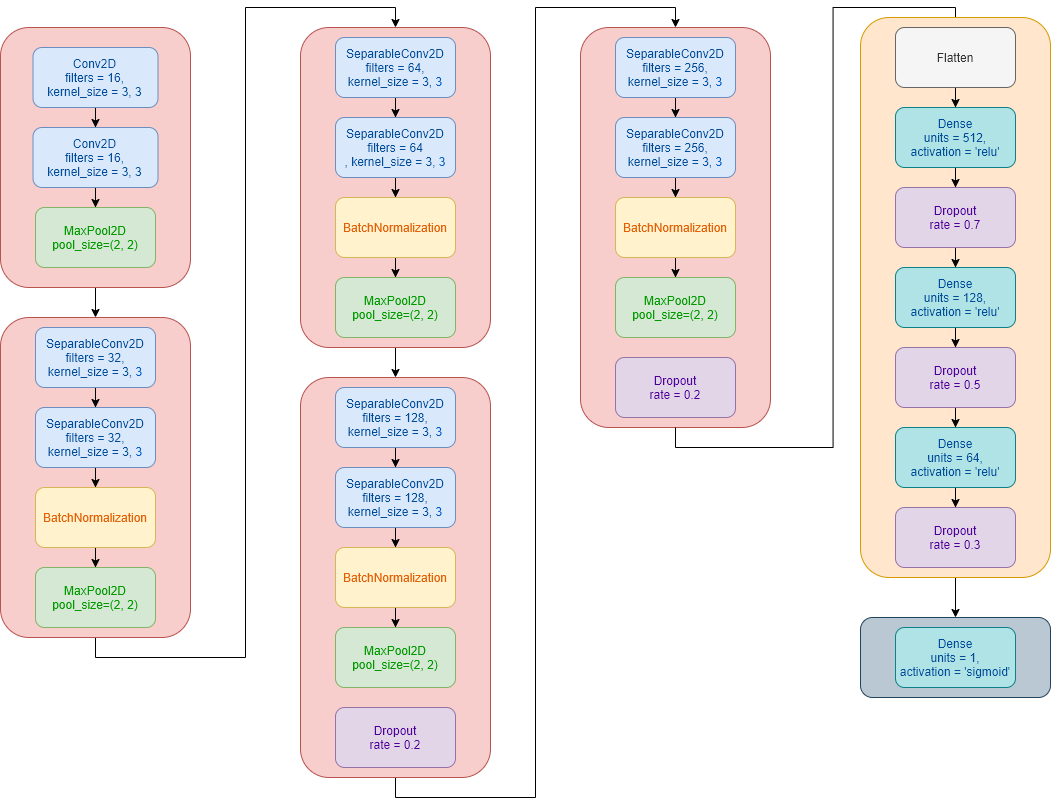 Conv2D
filters = 16,
kernel_size = 3, 3
Conv2D
filters = 16,
kernel_size = 3, 3
MaxPool2D
pool_size=(2, 2)
SeparableConv2D
filters = 32,
kernel_size = 3, 3
SeparableConv2D
filters = 32,
kernel_size = 3, 3
BatchNormalization
MaxPool2D
pool_size=(2, 2)
SeparableConv2D
filters = 64,
kernel_size = 3, 3
SeparableConv2D
filters = 64
, kernel_size = 3, 3
BatchNormalization
MaxPool2D
pool_size=(2, 2)
SeparableConv2D
filters = 128,
kernel_size = 3, 3
SeparableConv2D
filters = 128,
kernel_size = 3, 3
BatchNormalization
MaxPool2D
pool_size=(2, 2)
Dropout
rate = 0.2
SeparableConv2D
filters = 256,
kernel_size = 3, 3
SeparableConv2D
filters = 256,
kernel_size = 3, 3
BatchNormalization
MaxPool2D
pool_size=(2, 2)
Dropout
rate = 0.2
Flatten
Dense
units = 512,
activation = 'relu'
Dropout
rate = 0.7
Dense
units = 128,
activation = 'relu'
Dropout
rate = 0.5
Dense
units = 64,
activation = 'relu'
Dropout
rate = 0.3
Dense
units = 1,
activation = 'sigmoid'